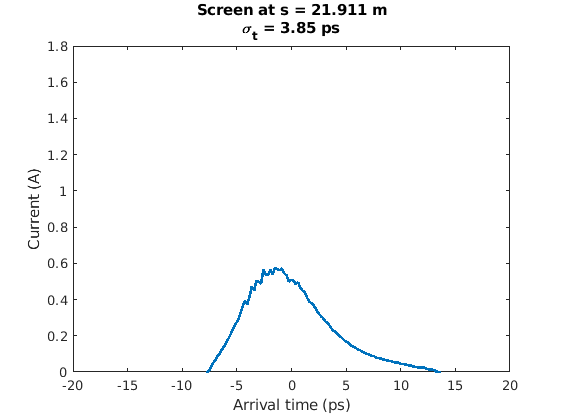 Screen at s = 21.911 m
σt = 3.85 ps
1.8
1.6
1.4
1.2
1
0.8
0.6
0.4
0.2
0
Current (A)
-20 -15 -10 -5 0 5 10 15 20
Arrival time (ps)